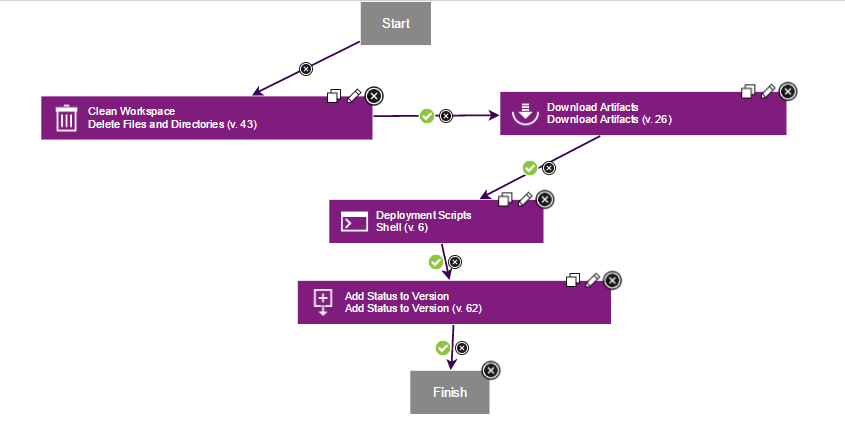 Start
Clean Workspace
Delete Files and Directories (v. 43)
Download Artifacts
Download Artifacts (v. 26)
Deployment Scripts
Shell (v. 6)
Add Status to Version
Add Status to Version (v. 62)
Finish